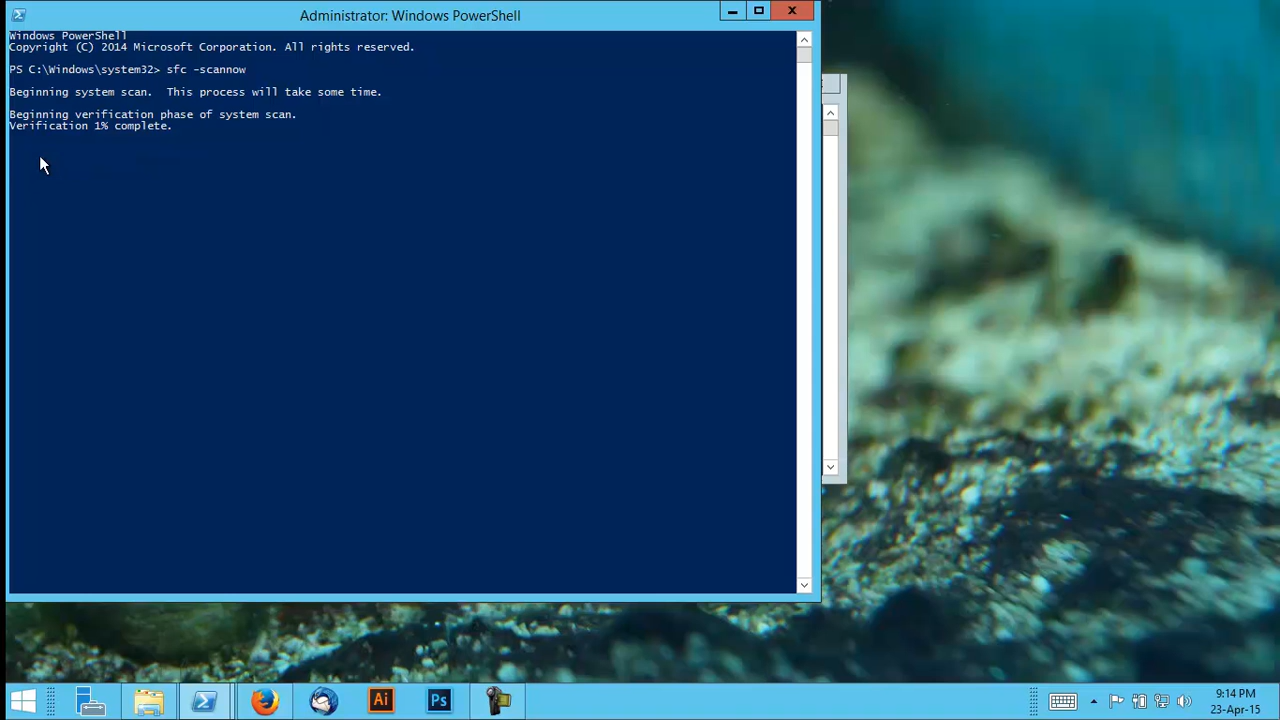 Administrator: Windows PowerShell
Windows PowerShell
Copyright (C) 2014 Microsoft Corporation. All rights reserved.
PS C:\Windows\system32> sfc -scannow
Beginning system scan.  This process will take some time.
Beginning verification phase of system scan.
Verification 1% complete.
Ai
Ps
9:14 PM
23-Apr-15